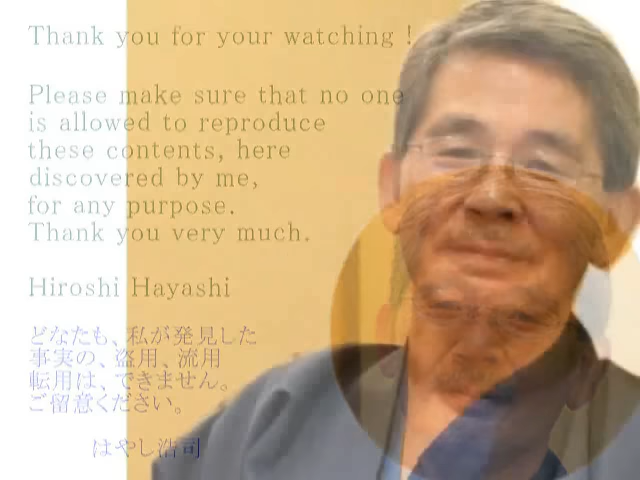 Thank you for your watching !
Please make sure that no one
is allowed to reproduce
these contents, here
discovered by me,
for any purpose.
Thank you very much.
Hiroshi Hayashi
どなたも、私が発見した
事実の、盗用、流用
転用は、できません。
ご留意ください。
はやし浩司